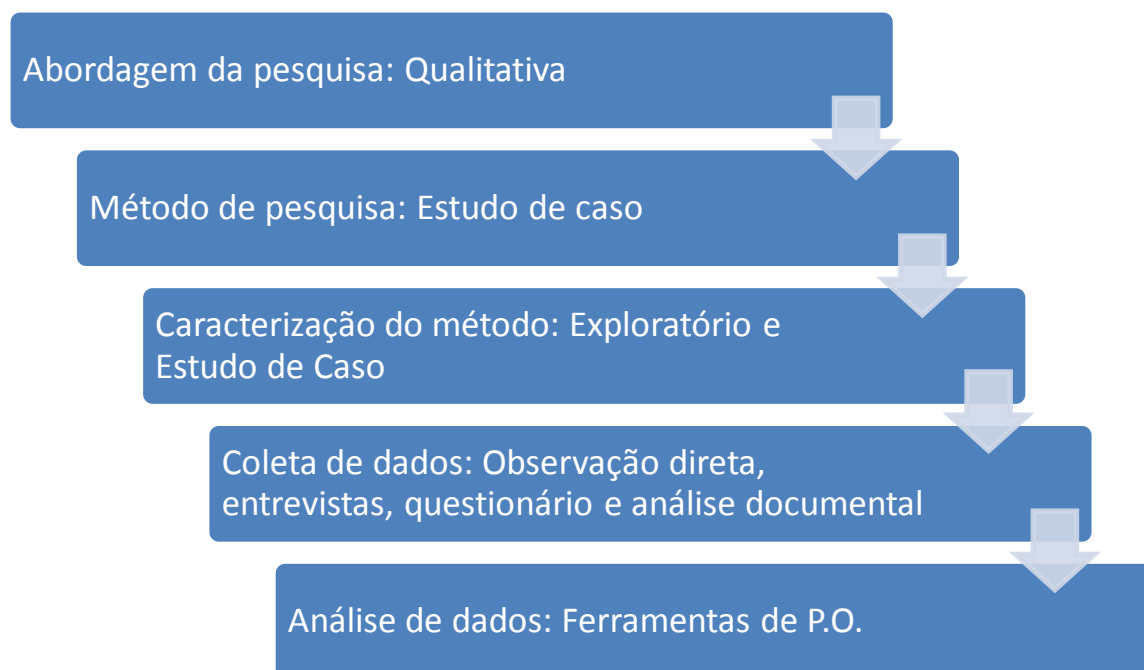 Abordagem da pesquisa: Qualitativa
Método de pesquisa: Estudo de caso
Caracterização do método: Exploratório e
Estudo de Caso
Coleta de dados: Observação direta,
entrevistas, questionário e análise documental
Análise de dados: Ferramentas de P.O.